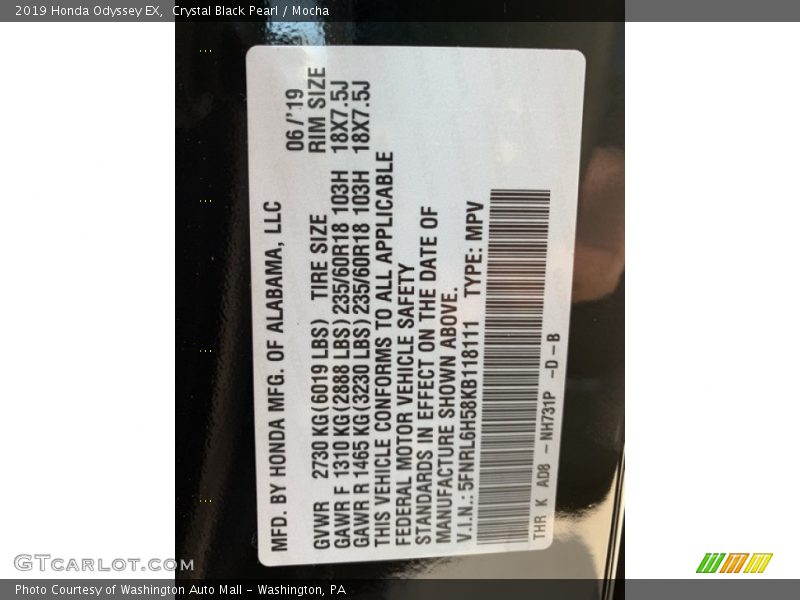 2019 Honda Odyssey EX, Crystal Black Pearl / Mocha
MFD. BY HONDA MFG. OF ALABAMA, LLC 06/'19
GVWR 2730 KG(6019 LBS) TIRE SIZE RIM SIZE
GAWR F 1310 KG(2888 LBS) 235/60R18 103H 18X7.5J
GAWR R 1465 KG(3230 LBS) 235/60R18 103H 18X7.5J
THIS VEHICLE CONFORMS TO ALL APPLICABLE
FEDERAL MOTOR VEHICLE SAFETY
STANDARDS IN EFFECT ON THE DATE OF
MANUFACTURE SHOWN ABOVE.
V.I.N.: 5FNRL6H58KB118111 TYPE: MPV
THR K AD8 - NH731P -D-B
GTCarLot.com
Photo Courtesy of Washington Auto Mall - Washington, PA